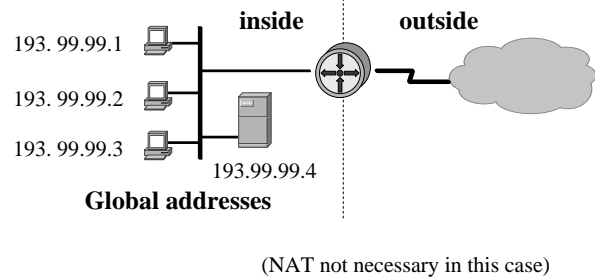 inside
outside
193. 99.99.1
193. 99.99.2
193. 99.99.3
193.99.99.4
Global addresses
(NAT not necessary in this case)